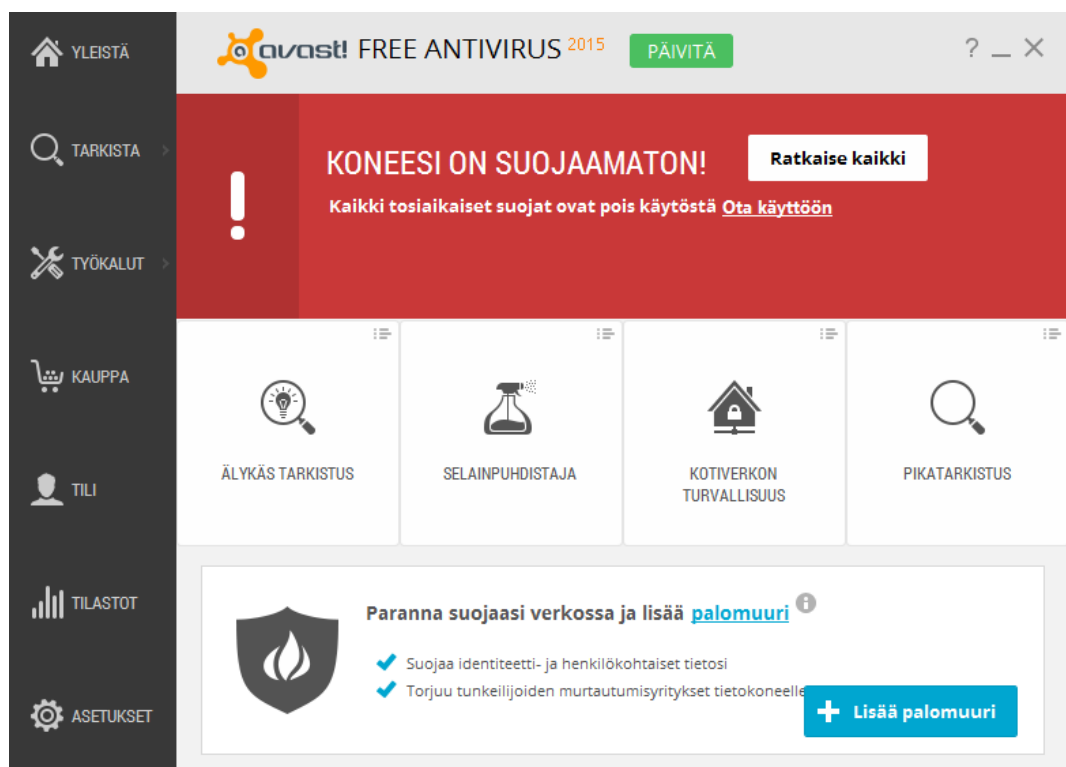 YLEISTÄ
TARKISTA
TYÖKALUT
KAUPPA
TILI
TILASTOT
ASETUKSET
avast! FREE ANTIVIRUS 2015
PÄIVITÄ
?
KONEESI ON SUOJAAMATON!
Ratkaise kaikki
Kaikki tosiaikaiset suojat ovat pois käytöstä Ota käyttöön
ÄLYKÄS TARKISTUS
SELAINPUHDISTAJA
KOTIVERKON
TURVALLISUUS
PIKATARKISTUS
Paranna suojaasi verkossa ja lisää palomuuri
Suojaa identiteetti- ja henkilökohtaiset tietosi
Torjuu tunkeilijoiden murtautumisyritykset tietokoneelle
Lisää palomuuri